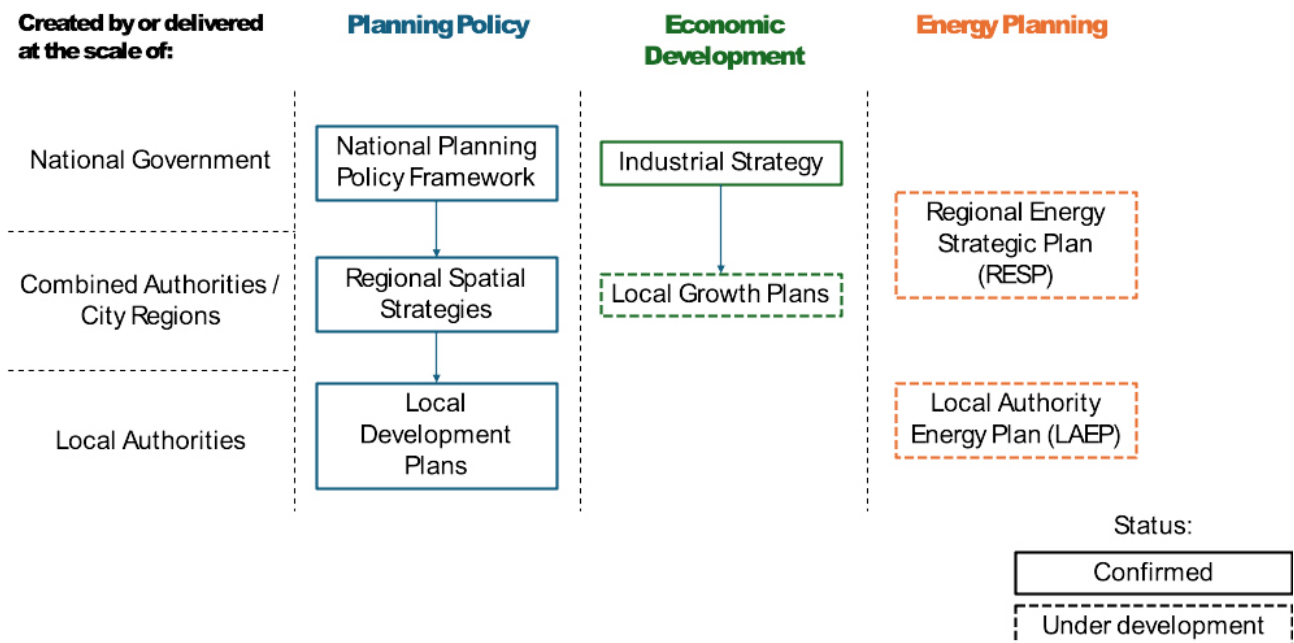 Created by or delivered
at the scale of:
Planning Policy
Economic
Development
Energy Planning
National Government
National Planning
Policy Framework
Industrial Strategy
Regional Energy
Strategic Plan
(RESP)
Combined Authorities /
City Regions
Regional Spatial
Strategies
Local Growth Plans
Local Authorities
Local
Development
Plans
Local Authority
Energy Plan (LAEP)
Status:
Confirmed
Under development